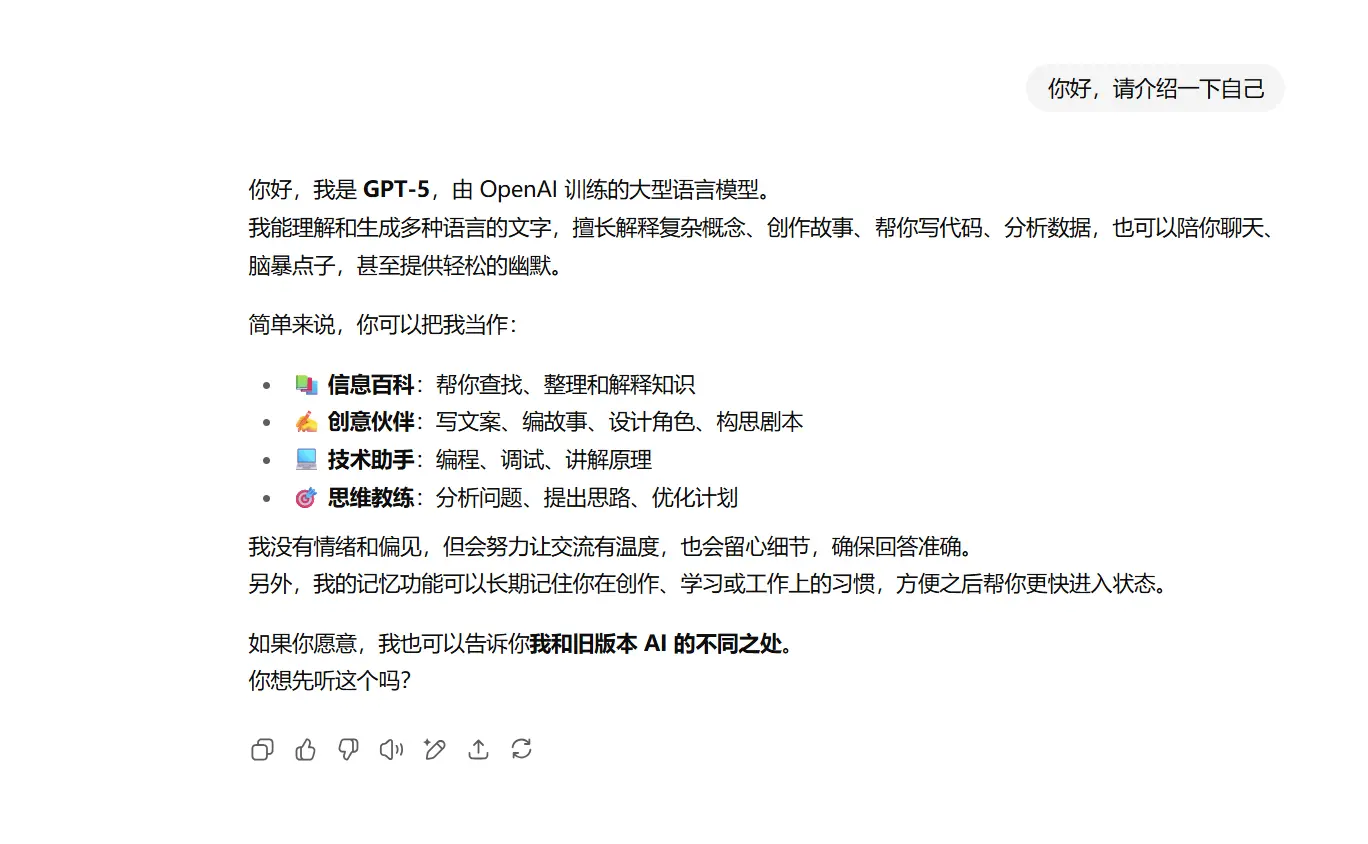 你好，请介绍一下自己
你好，我是 GPT-5，由 OpenAI 训练的大型语言模型。
我能理解和生成多种语言的文字，擅长解释复杂概念、创作故事、帮你写代码、分析数据，也可以陪你聊天、
脑暴点子，甚至提供轻松的幽默。
简单来说，你可以把我当作：
信息百科：帮你查找、整理和解释知识
创意伙伴：写文案、编故事、设计角色、构思剧本
技术助手：编程、调试、讲解原理
思维教练：分析问题、提出思路、优化计划
我没有情绪和偏见，但会努力让交流有温度，也会留心细节，确保回答准确。
另外，我的记忆功能可以长期记住你在创作、学习或工作上的习惯，方便之后帮你更快进入状态。
如果你愿意，我也可以告诉你我和旧版本 AI 的不同之处。
你想先听这个吗？